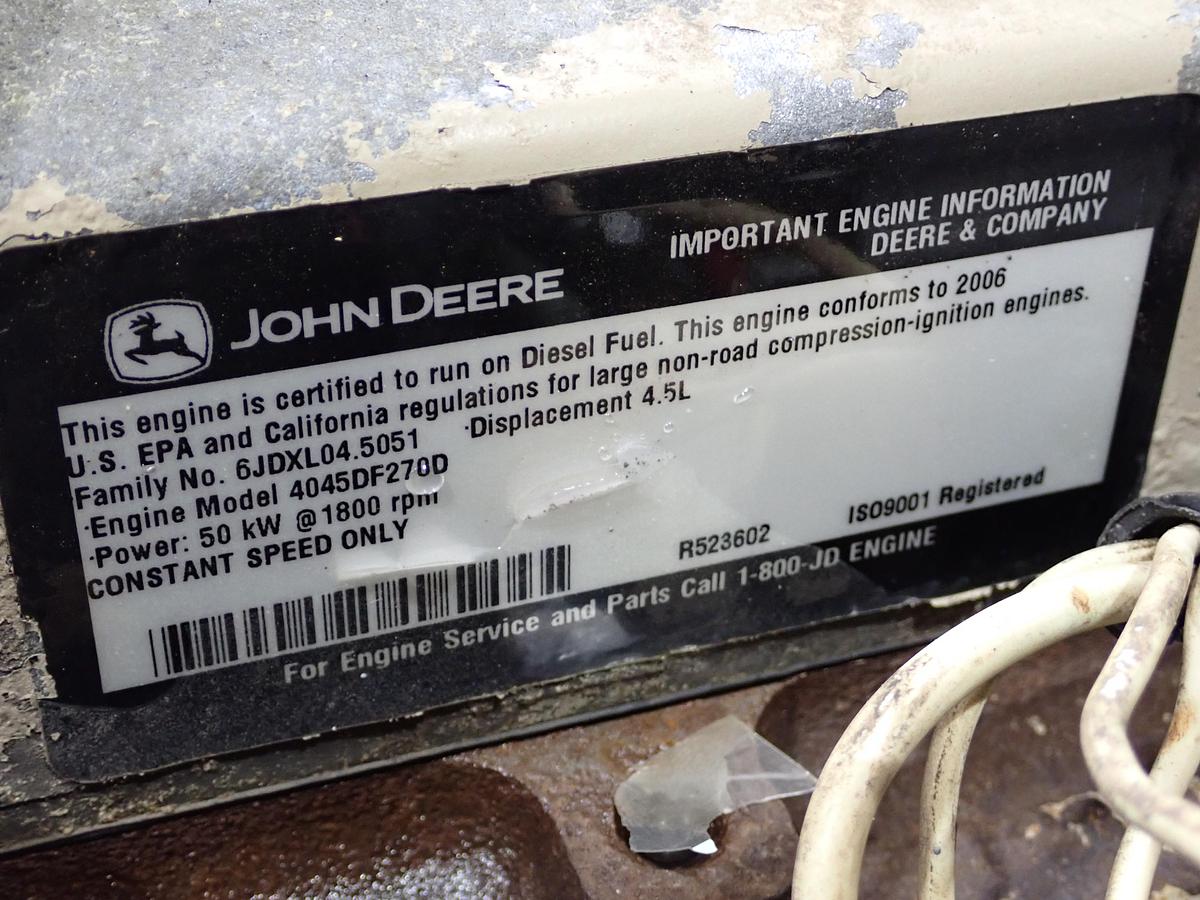 IMPORTANT ENGINE INFORMATION
DEERE & COMPANY
JOHN DEERE
This engine is certified to run on Diesel Fuel. This engine conforms to 2006
U.S. EPA and California regulations for large non-road compression-ignition engines.
Family No. 6JDXL04.5051 ·Displacement 4.5L
·Engine Model 4045DF270D
·Power: 50 kW @1800 rpm
CONSTANT SPEED ONLY
R523602 ISO9001 Registered
For Engine Service and Parts Call 1-800-JD ENGINE